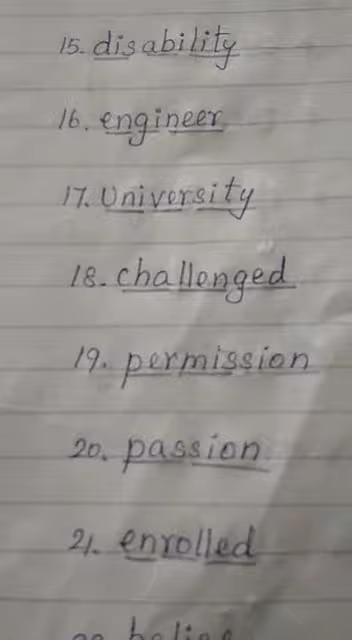 15. disability
16. engineer
17. University
18. challenged
19. permission
20. passion
21. enrolled